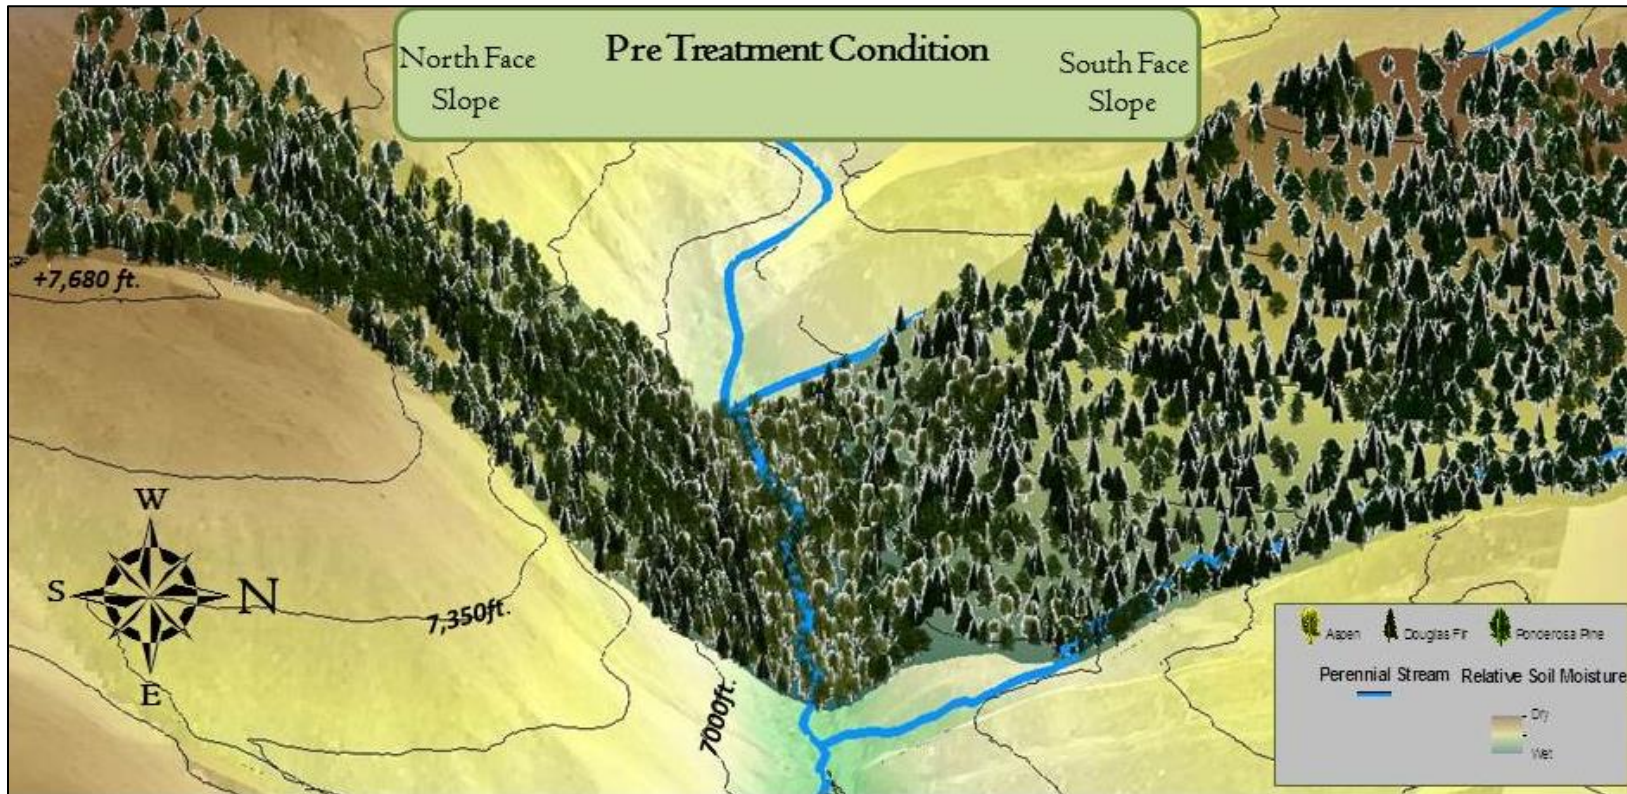 Pre Treatment Condition
North Face
Slope
South Face
Slope
+7,680 ft.
W
S
N
E
7,350ft.
7000ft.
Aspen
Douglas Fir
Ponderosa Pine
Perennial Stream
Relative Soil Moisture
Dry
Wet